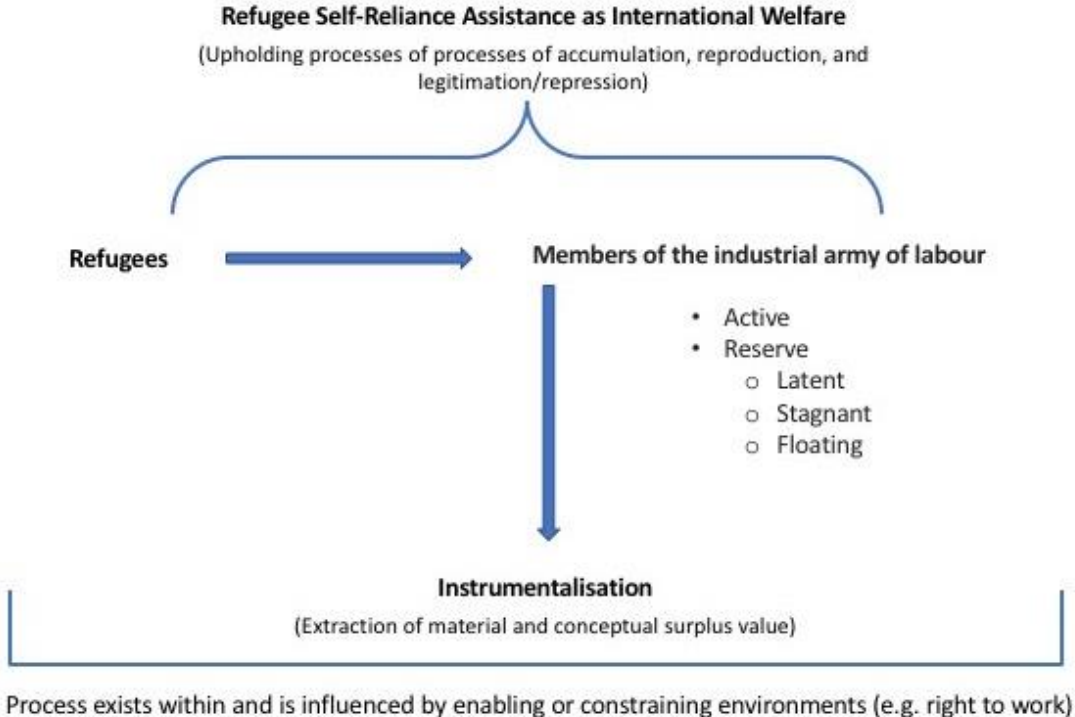 Refugee Self-Reliance Assistance as International Welfare
(Upholding processes of processes of accumulation, reproduction, and
legitimation/repression)
Refugees
Members of the industrial army of labour
• Active
• Reserve
o Latent
o Stagnant
o Floating
Instrumentalisation
(Extraction of material and conceptual surplus value)
Process exists within and is influenced by enabling or constraining environments (e.g. right to work)